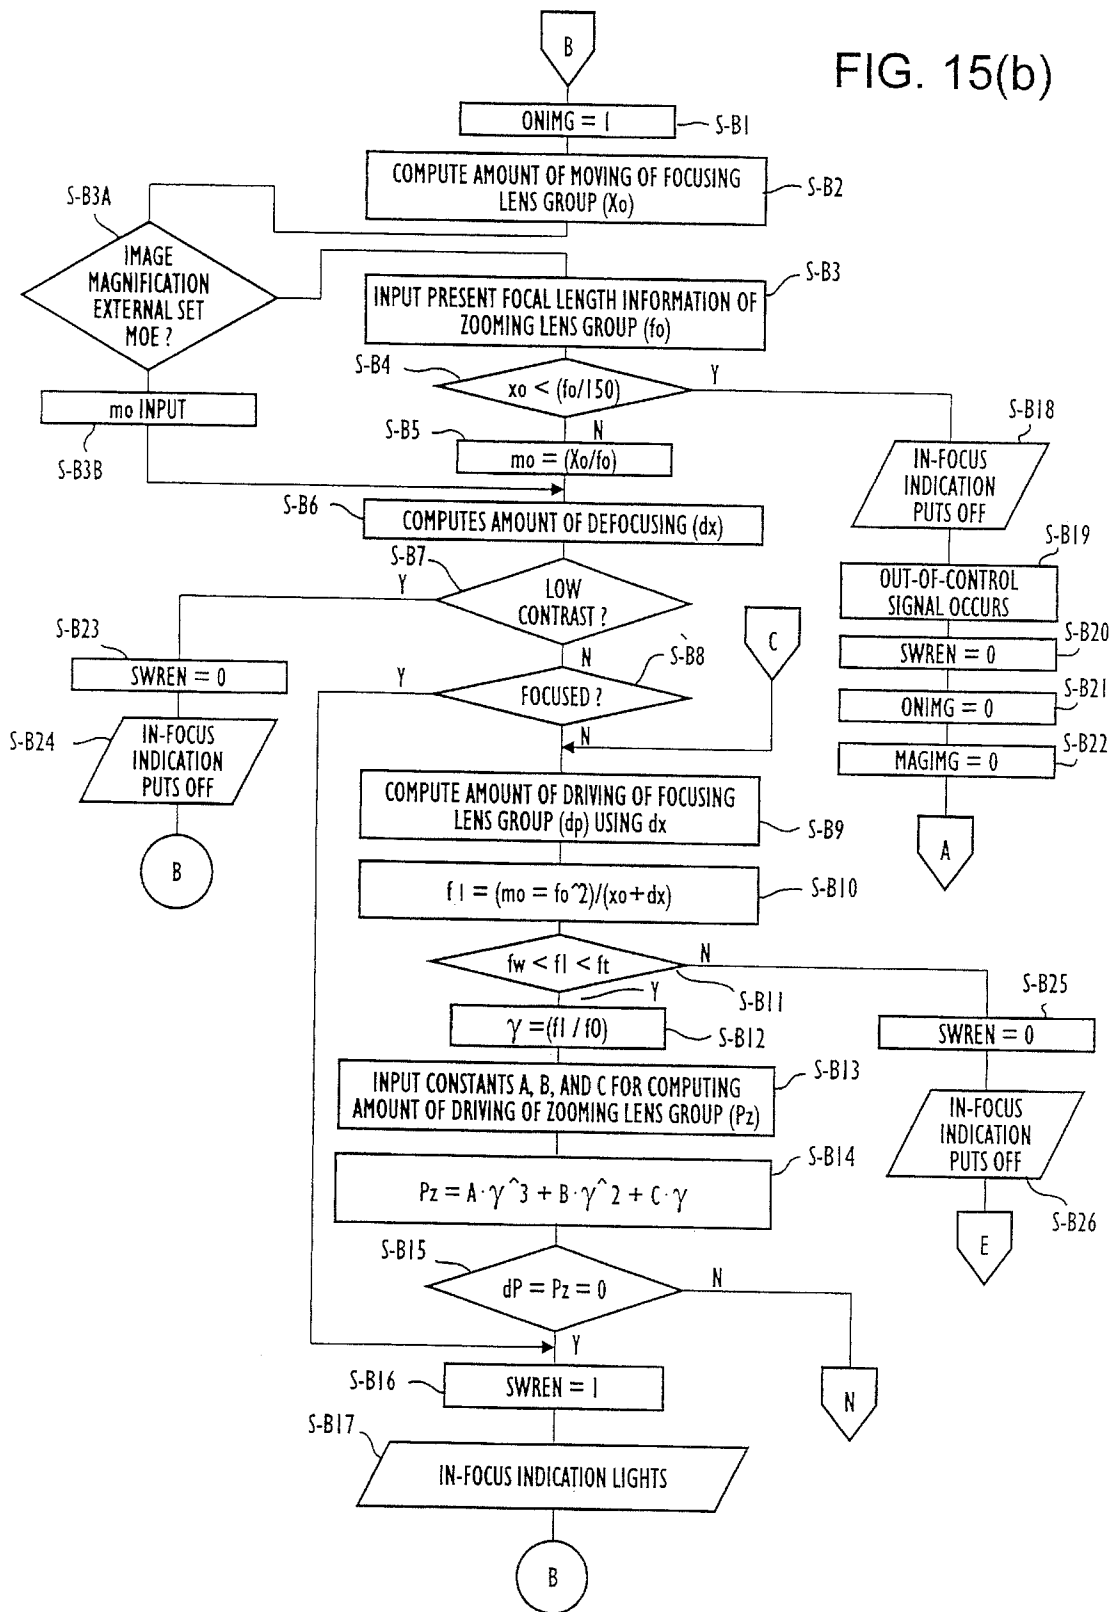 B
FIG. 15(b)
ONIMG = 1
S-B1
COMPUTE AMOUNT OF MOVING OF FOCUSING
LENS GROUP (Xo)
S-B2
S-B3A
IMAGE
MAGNIFICATION
EXTERNAL SET
MOE ?
S-B3
INPUT PRESENT FOCAL LENGTH INFORMATION OF
ZOOMING LENS GROUP (fo)
S-B4
xo < (fo/150)
Y
N
mo INPUT
S-B3B
S-B5
mo = (Xo/fo)
S-B18
IN-FOCUS
INDICATION
PUTS OFF
S-B6
COMPUTES AMOUNT OF DEFOCUSING (dx)
S-B7
Y
LOW
CONTRAST ?
N
S-B19
OUT-OF-CONTROL
SIGNAL OCCURS
S-B20
SWREN = 0
S-B21
ONIMG = 0
S-B22
MAGIMG = 0
A
C
S-B23
SWREN = 0
S-B24
IN-FOCUS
INDICATION
PUTS OFF
B
S-B8
Y
FOCUSED ?
N
COMPUTE AMOUNT OF DRIVING OF FOCUSING
LENS GROUP (dp) USING dx
S-B9
f1 = (mo = fo^2)/(xo+dx)
S-B10
fw < f1 < ft
N
S-B11
Y
γ =(f1 / f0)
S-B12
S-B25
SWREN = 0
INPUT CONSTANTS A, B, AND C FOR COMPUTING
AMOUNT OF DRIVING OF ZOOMING LENS GROUP (Pz)
S-B13
IN-FOCUS
INDICATION
PUTS OFF
S-B26
E
S-B14
Pz = A·γ^3 + B·γ^2 + C·γ
S-B15
dP = Pz = 0
N
Y
N
S-B16
SWREN = 1
S-B17
IN-FOCUS INDICATION LIGHTS
B